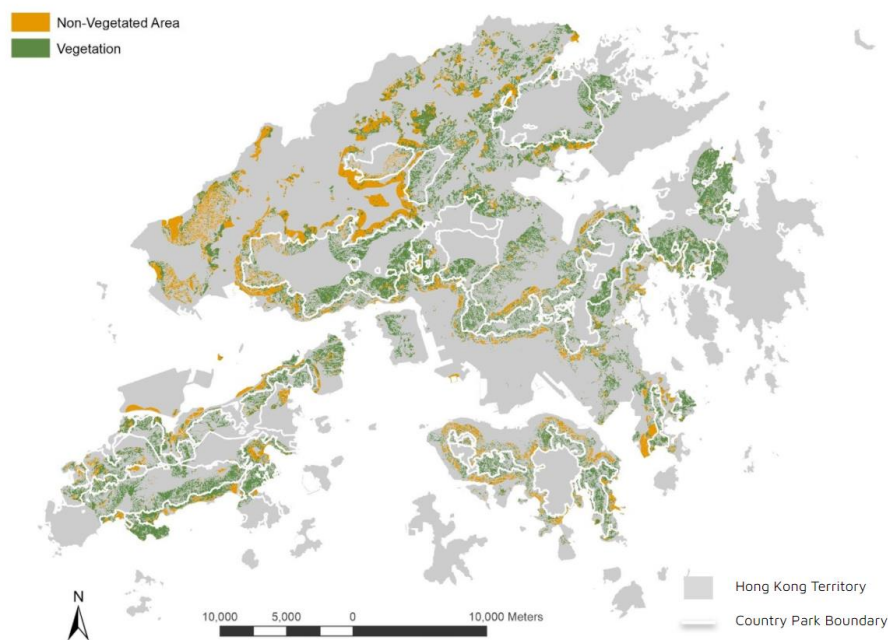 Non-Vegetated Area
Vegetation
N
10,000 5,000 0 10,000 Meters
Hong Kong Territory
Country Park Boundary